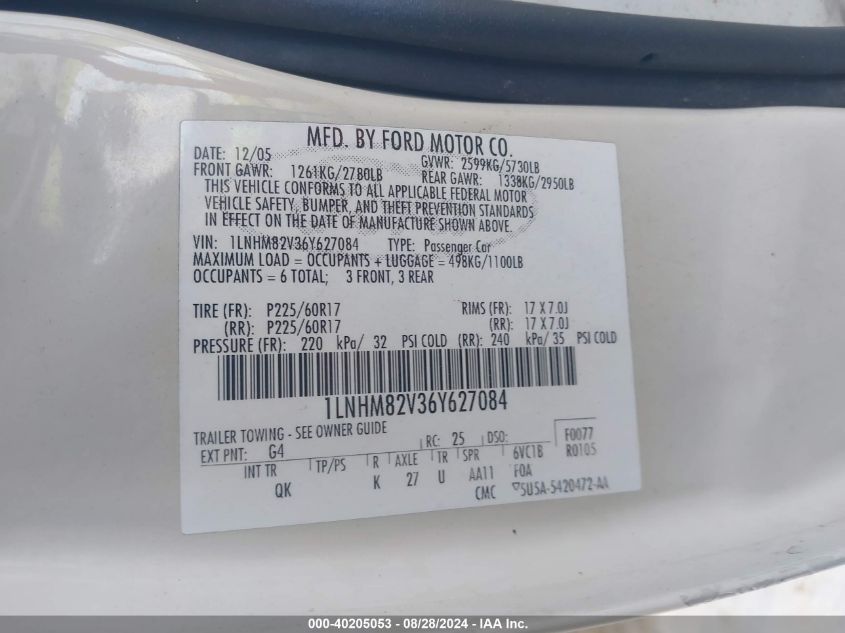 MFD. BY FORD MOTOR CO.
DATE: 12/05 GVWR: 2599KG/5730LB
FRONT GAWR: 1261KG/2780LB REAR GAWR: 1338KG/2950LB
THIS VEHICLE CONFORMS TO ALL APPLICABLE FEDERAL MOTOR
VEHICLE SAFETY, BUMPER, AND THEFT PREVENTION STANDARDS
IN EFFECT ON THE DATE OF MANUFACTURE SHOWN ABOVE.
VIN: 1LNHM82V36Y627084 TYPE: Passenger Car
MAXIMUM LOAD = OCCUPANTS + LUGGAGE = 498KG/1100LB
OCCUPANTS = 6 TOTAL; 3 FRONT, 3 REAR
TIRE (FR): P225/60R17 RIMS (FR): 17 X 7.0J
(RR): P225/60R17 (RR): 17 X 7.0J
PRESSURE (FR): 220 kPa/ 32 PSI COLD (RR): 240 kPa/ 35 PSI COLD
1LNHM82V36Y627084
TRAILER TOWING - SEE OWNER GUIDE
EXT PNT: G4 RC: 25 DSO: 6VC1B F0077
R0105
INT TR TP/PS R AXLE TR SPR FOA
QK K 27 U AA11
CMC 5U5A-5420472-AA
000-40205053 - 08/28/2024 - IAA Inc.